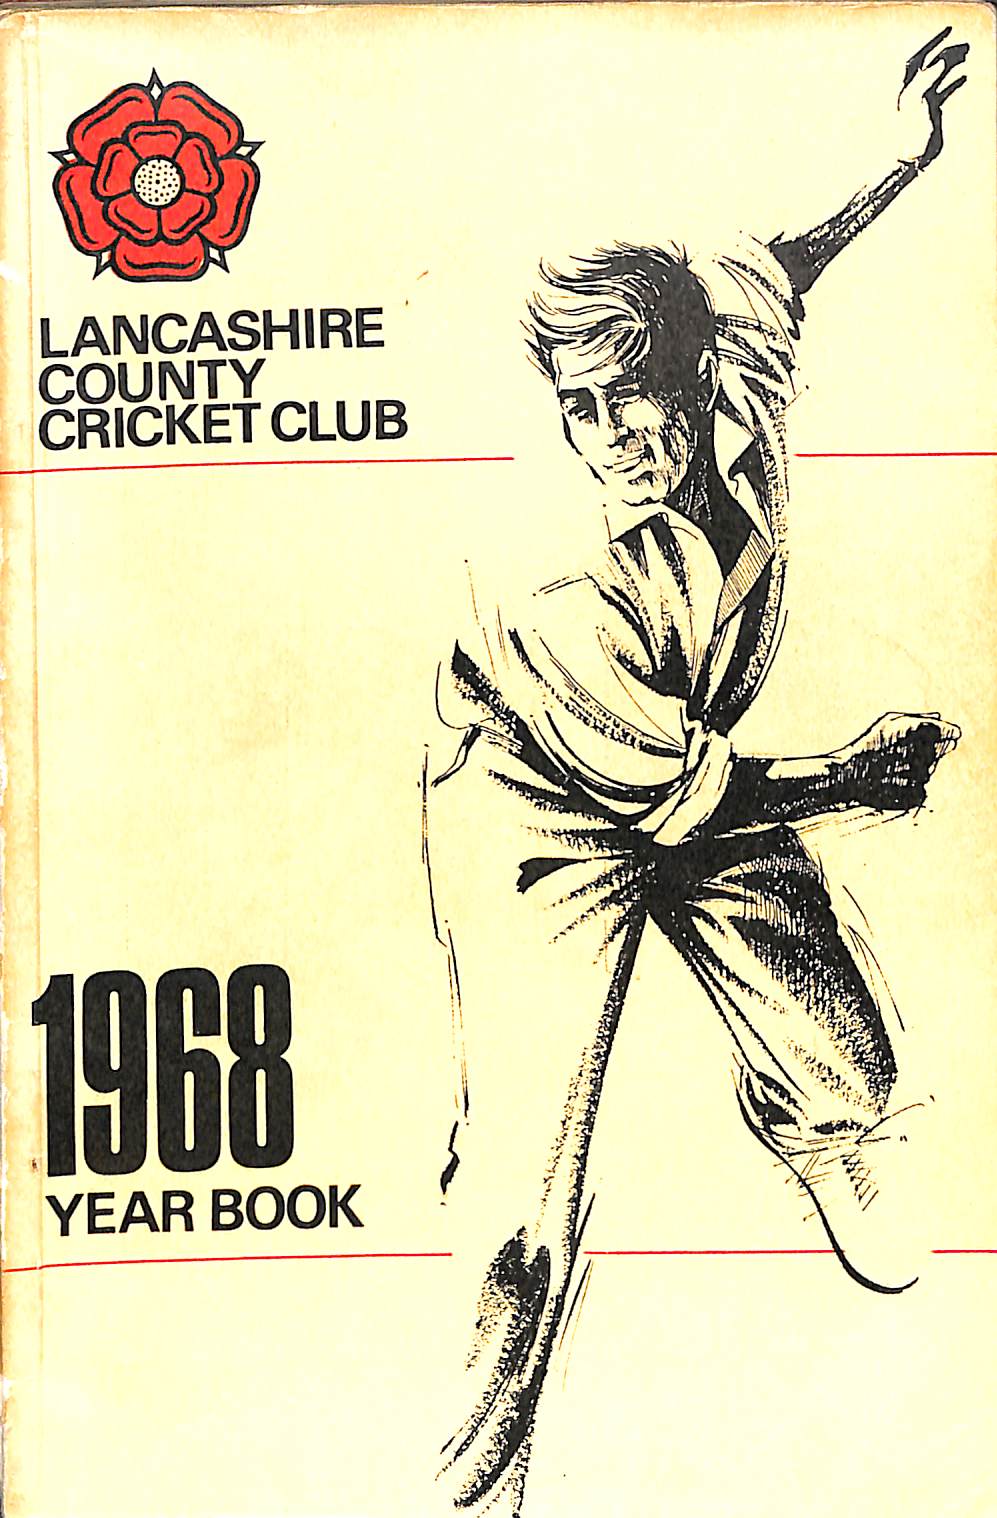 LANCASHIRE
COUNTY
CRICKET CLUB
1968
YEAR BOOK